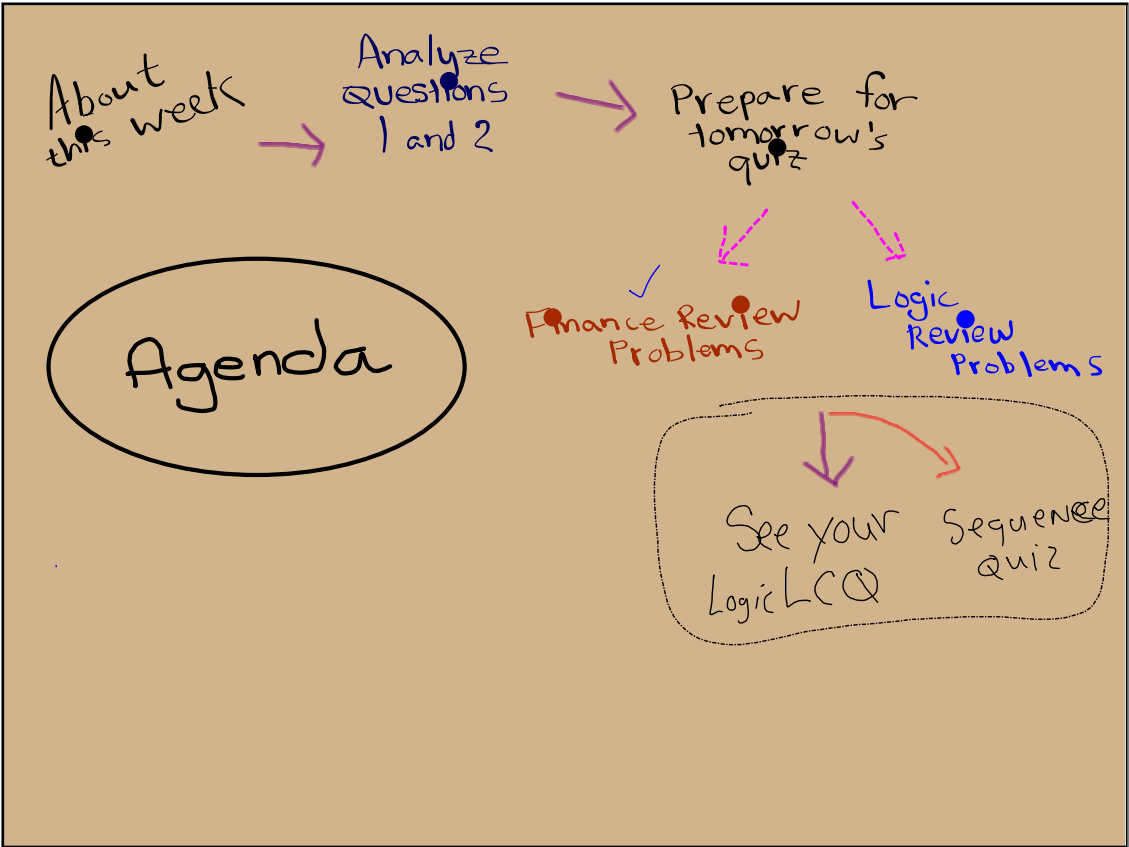 About
this week
Analyze
questions
1 and 2
Prepare for
tomorrow's
quiz
Agenda
Finance Review
Problems
Logic
Review
Problems
See your
Logic LCQ
Sequence
quiz